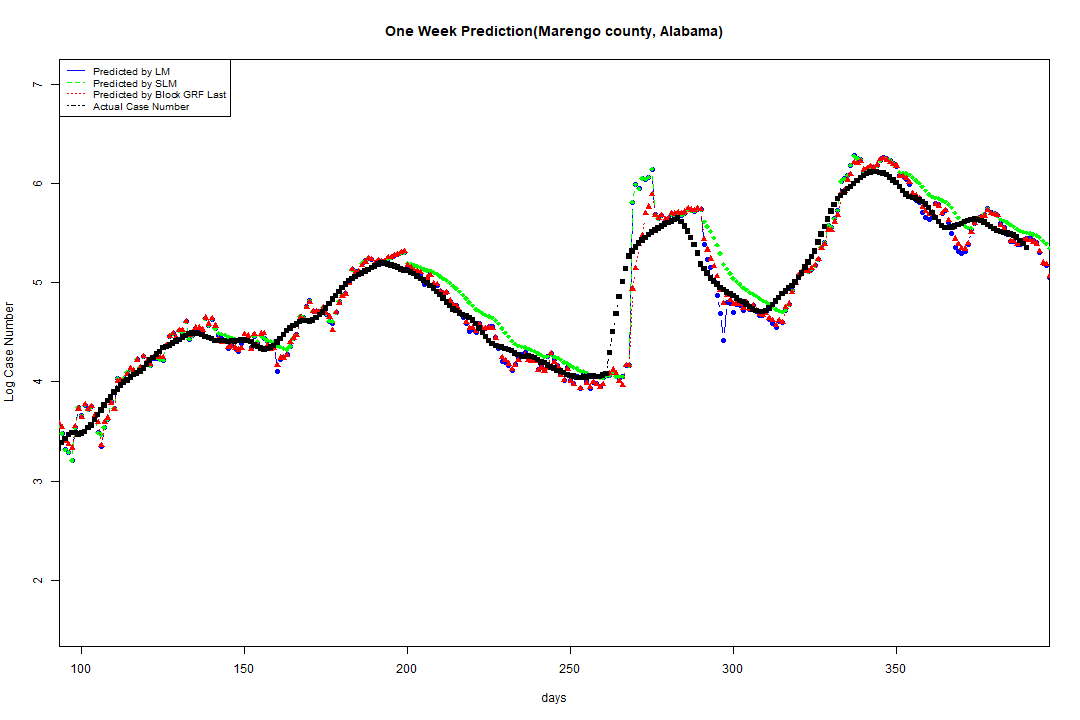 One Week Prediction(Marengo county, Alabama)
Predicted by LM
Predicted by SLM
Predicted by Block GRF Last
Actual Case Number
7
6
5
4
3
2
Log Case Number
100 150 200 250 300 350
days